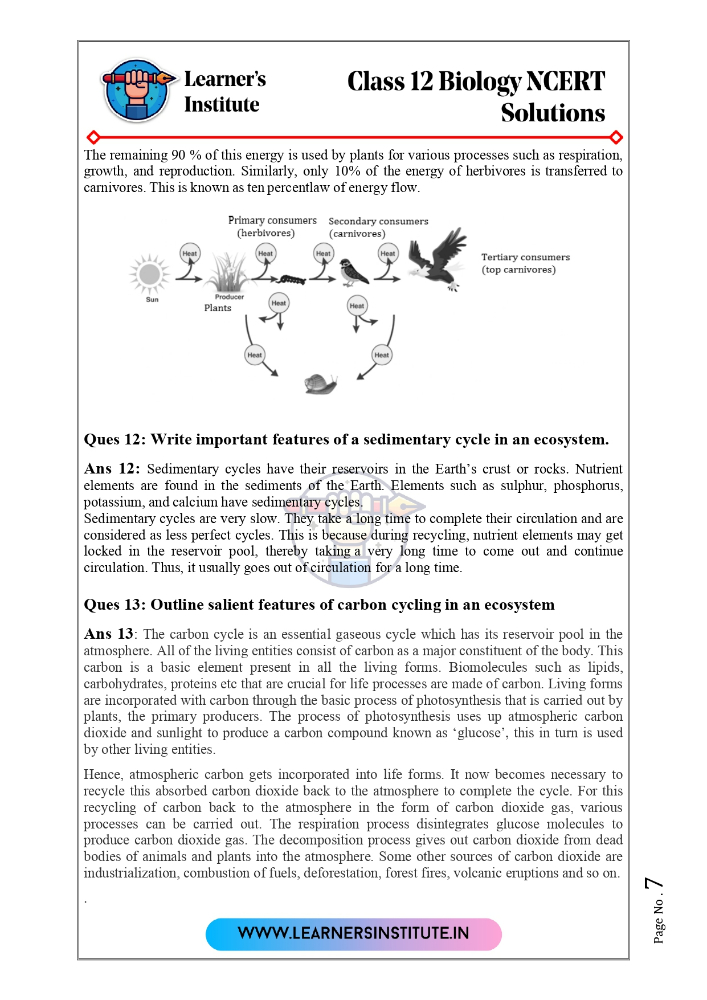 Learner's
Institute
Class 12 Biology NCERT
Solutions
The remaining 90 % of this energy is used by plants for various processes such as respiration,
growth, and reproduction. Similarly, only 10% of the energy of herbivores is transferred to
carnivores. This is known as ten percentlaw of energy flow.
Primary consumers
(herbivores)
Secondary consumers
(carnivores)
Tertiary consumers
(top carnivores)
Heat
Heat
Heat
Heat
Sun
Producer
Plants
Heat
Heat
Heat
Heat
Ques 12: Write important features of a sedimentary cycle in an ecosystem.
Ans 12: Sedimentary cycles have their reservoirs in the Earth's crust or rocks. Nutrient
elements are found in the sediments of the Earth. Elements such as sulphur, phosphorus,
potassium, and calcium have sedimentary cycles.
Sedimentary cycles are very slow. They take a long time to complete their circulation and are
considered as less perfect cycles. This is because during recycling, nutrient elements may get
locked in the reservoir pool, thereby taking a very long time to come out and continue
circulation. Thus, it usually goes out of circulation for a long time.
Ques 13: Outline salient features of carbon cycling in an ecosystem
Ans 13: The carbon cycle is an essential gaseous cycle which has its reservoir pool in the
atmosphere. All of the living entities consist of carbon as a major constituent of the body. This
carbon is a basic element present in all the living forms. Biomolecules such as lipids,
carbohydrates, proteins etc that are crucial for life processes are made of carbon. Living forms
are incorporated with carbon through the basic process of photosynthesis that is carried out by
plants, the primary producers. The process of photosynthesis uses up atmospheric carbon
dioxide and sunlight to produce a carbon compound known as ‘glucose’, this in turn is used
by other living entities.
Hence, atmospheric carbon gets incorporated into life forms. It now becomes necessary to
recycle this absorbed carbon dioxide back to the atmosphere to complete the cycle. For this
recycling of carbon back to the atmosphere in the form of carbon dioxide gas, various
processes can be carried out. The respiration process disintegrates glucose molecules to
produce carbon dioxide gas. The decomposition process gives out carbon dioxide from dead
bodies of animals and plants into the atmosphere. Some other sources of carbon dioxide are
industrialization, combustion of fuels, deforestation, forest fires, volcanic eruptions and so on.
.
WWW.LEARNERSINSTITUTE.IN
Page No . 7